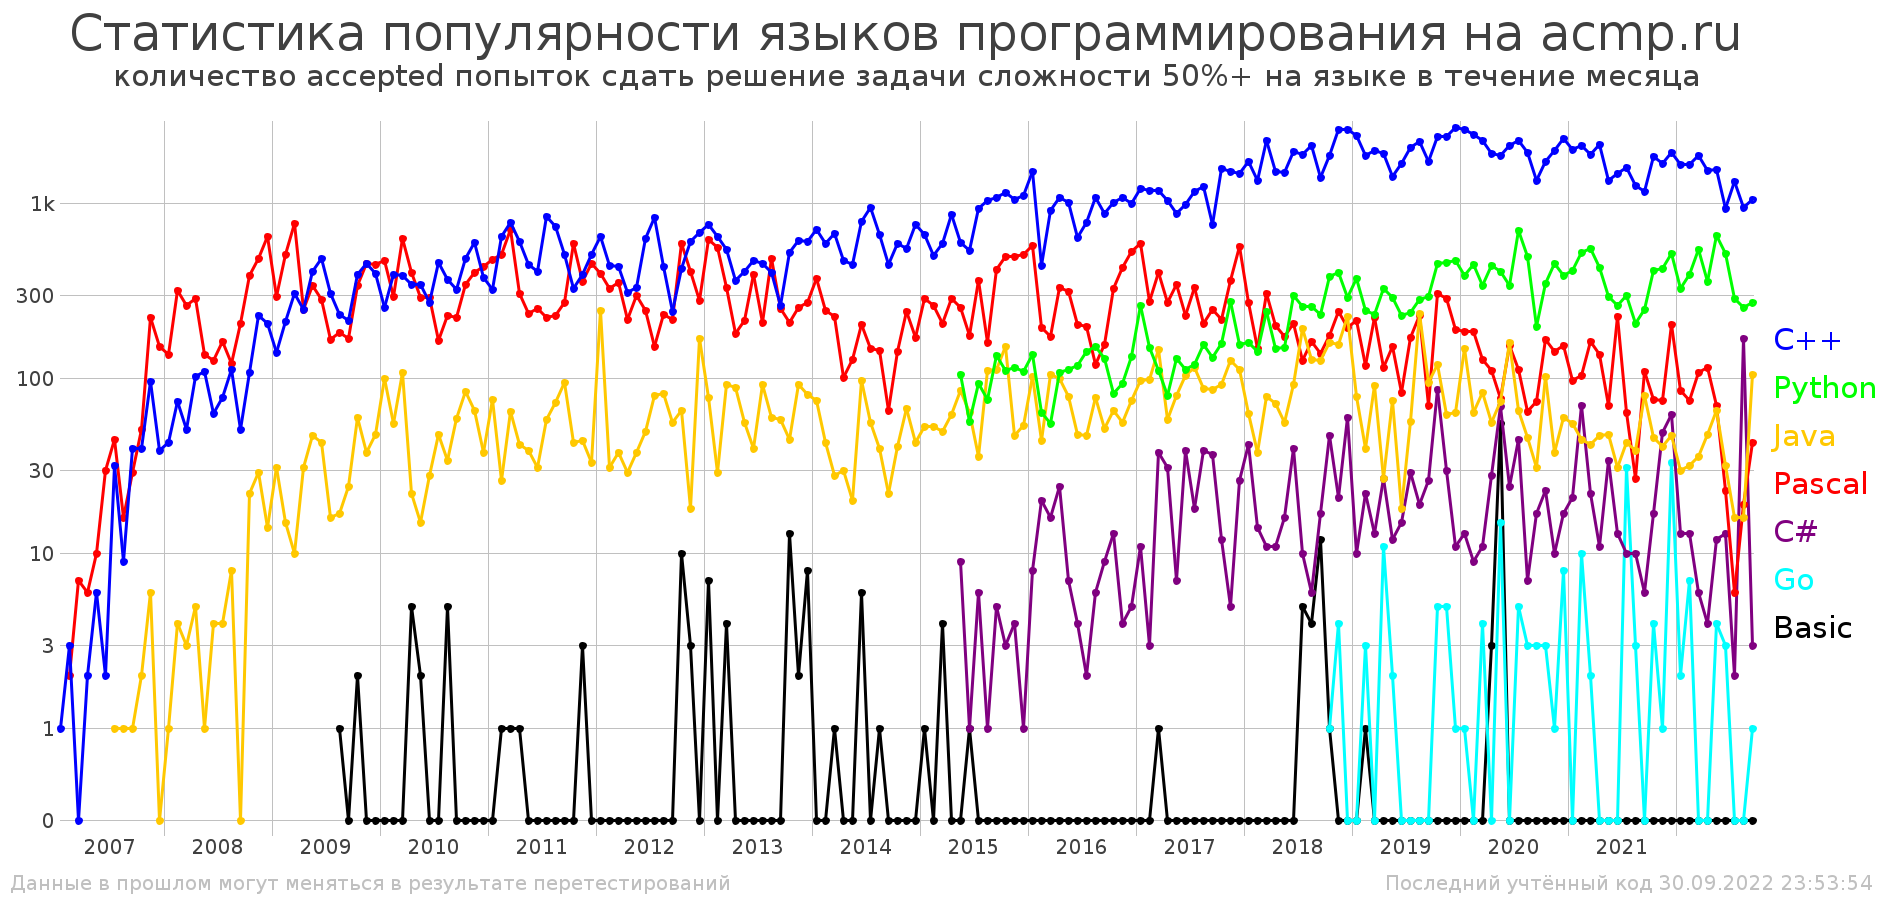 Статистика популярности языков программирования на acmp.ru
количество accepted попыток сдать решение задачи сложности 50%+ на языке в течение месяца
1k
300
100
30
10
3
1
0
C++
Python
Java
Pascal
C#
Go
Basic
2007 2008 2009 2010 2011 2012 2013 2014 2015 2016 2017 2018 2019 2020 2021
Данные в прошлом могут меняться в результате перетестирований
Последний учтённый код 30.09.2022 23:53:54